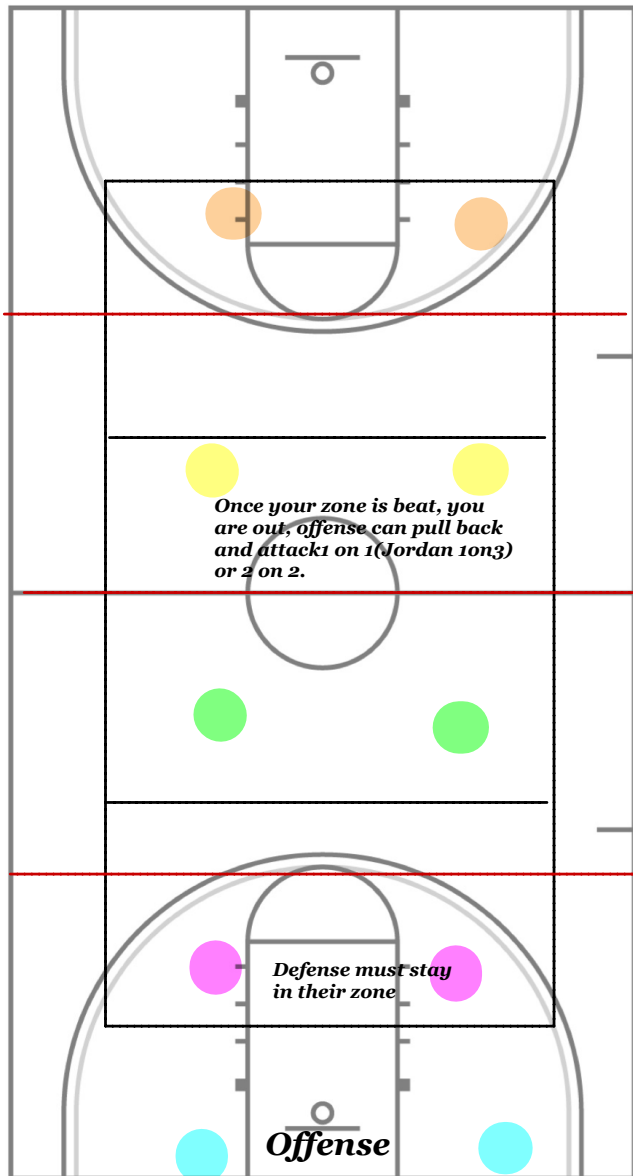 Once your zone is beat, you
are out, offense can pull back
and attack1 on 1(Jordan 1on3)
or 2 on 2.
Defense must stay
in their zone
Offense